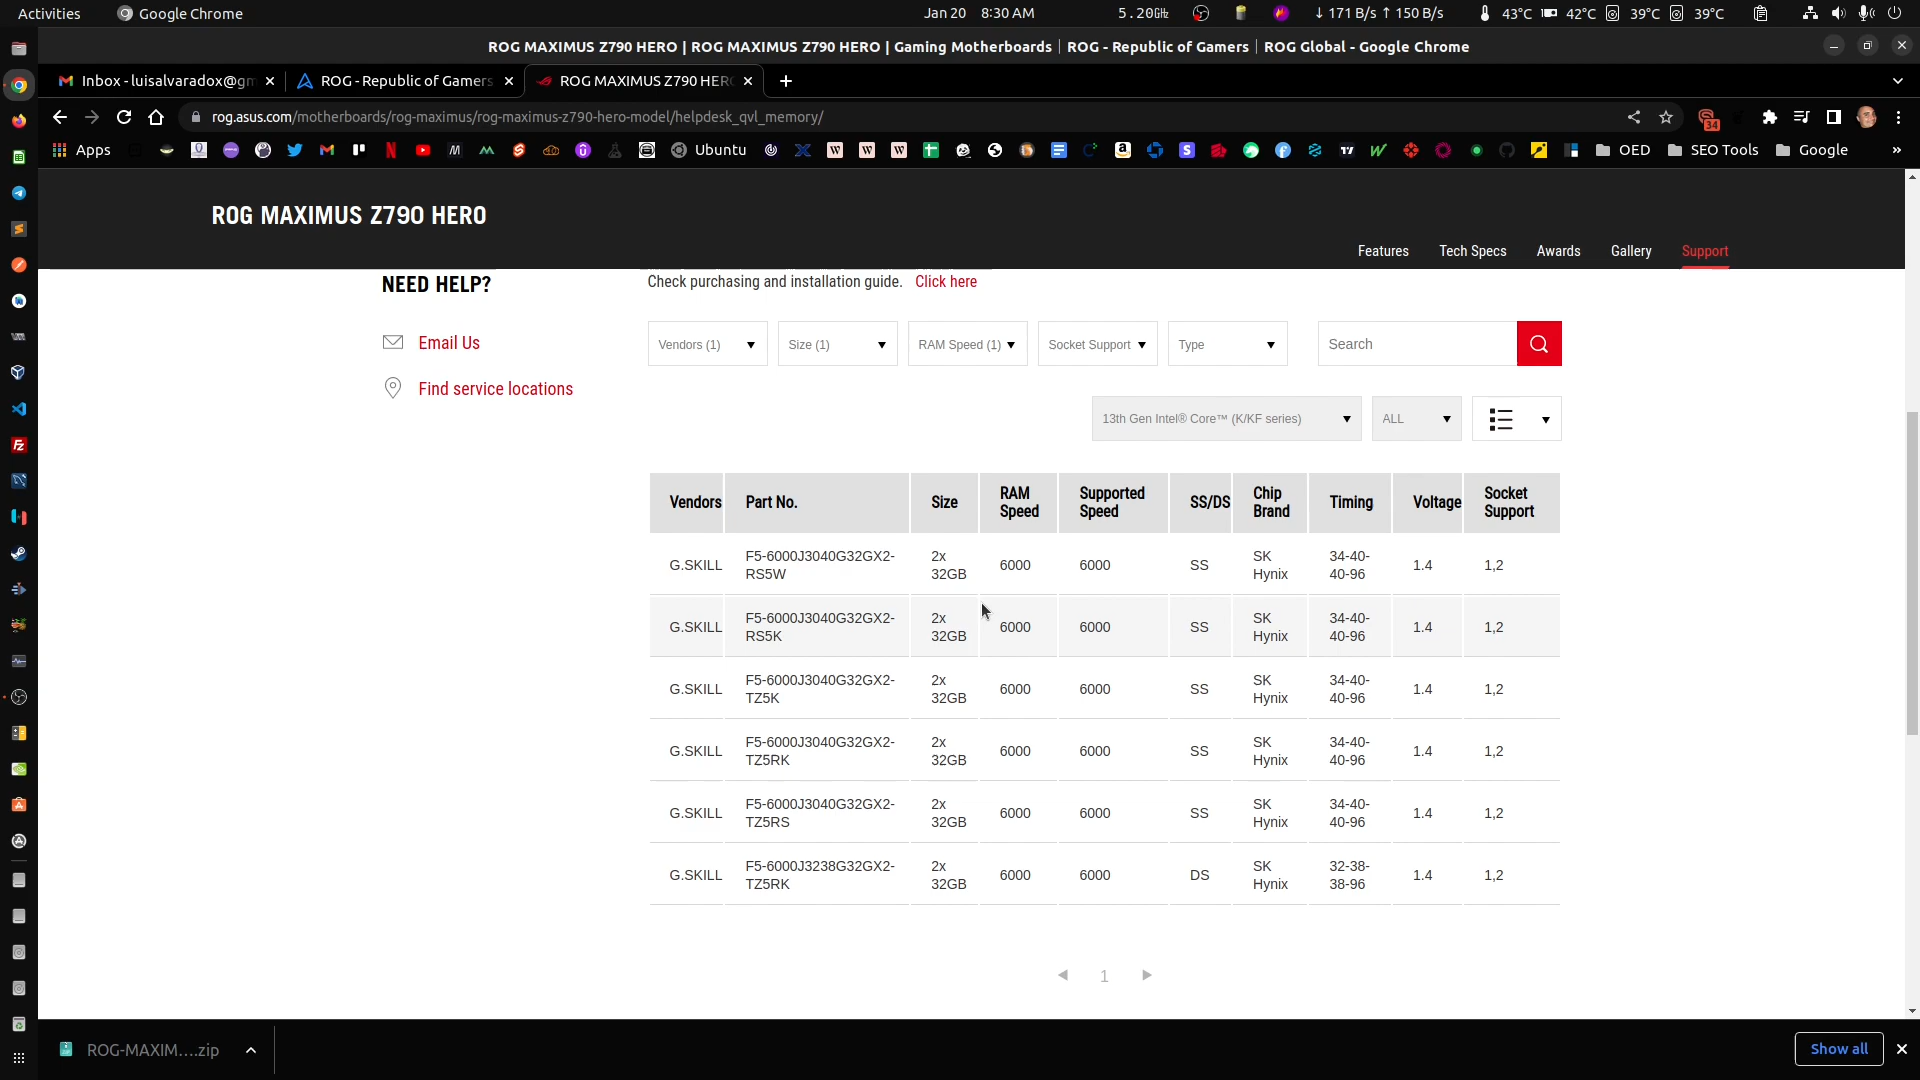 Activities
Google Chrome
Jan 20 8:30 AM
5.20GHz
↓ 171 B/s ↑ 150 B/s
43°C
42°C
39°C
39°C
ROG MAXIMUS Z790 HERO | ROG MAXIMUS Z790 HERO | Gaming Motherboards | ROG - Republic of Gamers | ROG Global - Google Chrome
Inbox - luisalvaradox@gm
ROG - Republic of Gamers
ROG MAXIMUS Z790 HER
rog.asus.com/motherboards/rog-maximus/rog-maximus-z790-hero-model/helpdesk_qvl_memory/
34
Apps
Ubuntu
OED
SEO Tools
Google
»
ROG MAXIMUS Z790 HERO
Features
Tech Specs
Awards
Gallery
Support
NEED HELP?
Email Us
Find service locations
Check purchasing and installation guide. Click here
Vendors (1)
Size (1)
RAM Speed (1)
Socket Support
Type
Search
13th Gen Intel® Core™ (K/KF series)
ALL
Vendors Part No. Size RAM Speed Supported Speed SS/DS Chip Brand Timing Voltage Socket Support
G.SKILL F5-6000J3040G32GX2-RS5W 2x 32GB 6000 6000 SS SK Hynix 34-40-40-96 1.4 1,2
G.SKILL F5-6000J3040G32GX2-RS5K 2x 32GB 6000 6000 SS SK Hynix 34-40-40-96 1.4 1,2
G.SKILL F5-6000J3040G32GX2-TZ5K 2x 32GB 6000 6000 SS SK Hynix 34-40-40-96 1.4 1,2
G.SKILL F5-6000J3040G32GX2-TZ5RK 2x 32GB 6000 6000 SS SK Hynix 34-40-40-96 1.4 1,2
G.SKILL F5-6000J3040G32GX2-TZ5RS 2x 32GB 6000 6000 SS SK Hynix 34-40-40-96 1.4 1,2
G.SKILL F5-6000J3238G32GX2-TZ5RK 2x 32GB 6000 6000 DS SK Hynix 32-38-38-96 1.4 1,2
1
ROG-MAXIM....zip
Show all